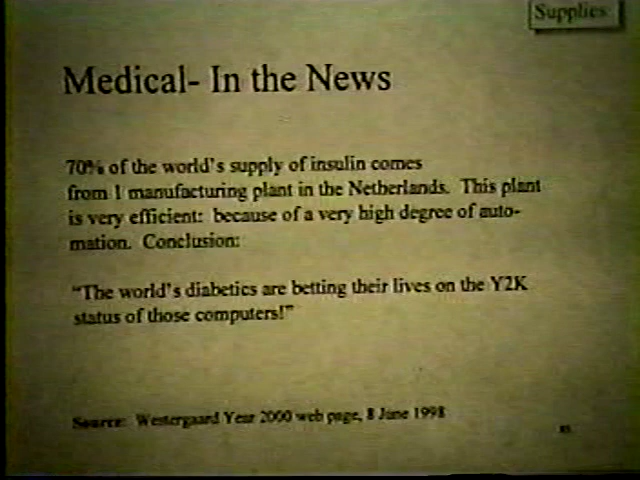 Supplies
Medical- In the News
70% of the world's supply of insulin comes
from 1 manufacturing plant in the Netherlands. This plant
is very efficient: because of a very high degree of auto-
mation. Conclusion:
"The world's diabetics are betting their lives on the Y2K
status of those computers!"
Source: Westergaard Year 2000 web page, 8 June 1998